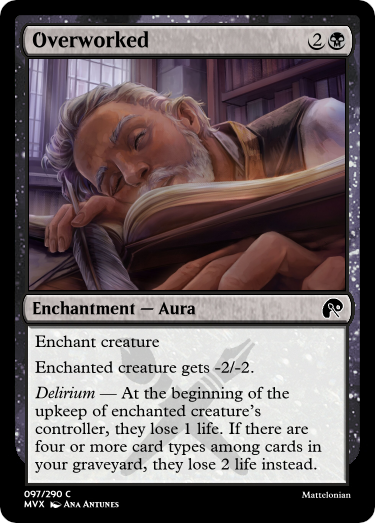 Overworked 2
Enchantment — Aura
Enchant creature
Enchanted creature gets -2/-2.
Delirium — At the beginning of the
upkeep of enchanted creature's
controller, they lose 1 life. If there are
four or more card types among cards in
your graveyard, they lose 2 life instead.
097/290 C
Mattelonian
MVX Ana Antunes